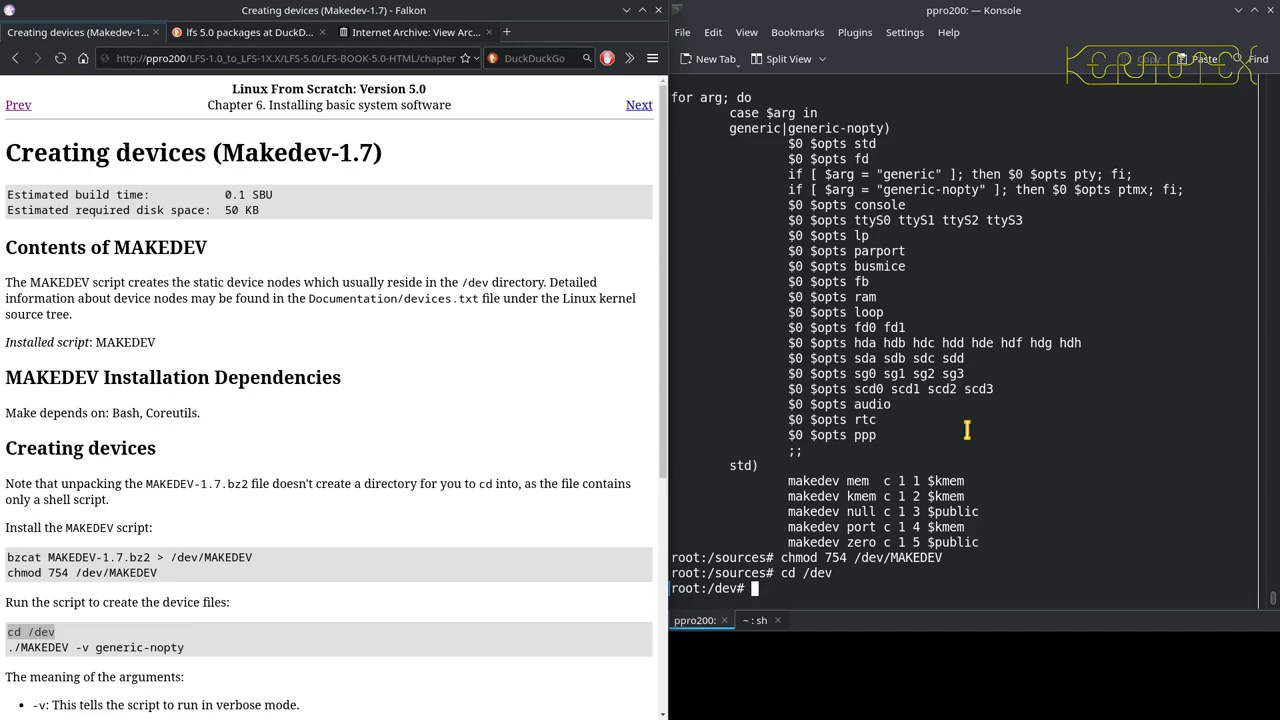 Creating devices (Makedev-1.7) - Falkon
Creating devices (Makedev-1...
lfs 5.0 packages at DuckD...
Internet Archive: View Arc...
http://ppro200/LFS-1.0_to_LFS-1X.X/LFS-5.0/LFS-BOOK-5.0-HTML/chapter
DuckDuckGo
Linux From Scratch: Version 5.0
Prev
Chapter 6. Installing basic system software
Next
Creating devices (Makedev-1.7)
Estimated build time: 0.1 SBU
Estimated required disk space: 50 KB
Contents of MAKEDEV
The MAKEDEV script creates the static device nodes which usually reside in the /dev directory. Detailed
information about device nodes may be found in the Documentation/devices.txt file under the Linux kernel
source tree.
Installed script: MAKEDEV
MAKEDEV Installation Dependencies
Make depends on: Bash, Coreutils.
Creating devices
Note that unpacking the MAKEDEV-1.7.bz2 file doesn't create a directory for you to cd into, as the file contains
only a shell script.
Install the MAKEDEV script:
bzcat MAKEDEV-1.7.bz2 > /dev/MAKEDEV
chmod 754 /dev/MAKEDEV
Run the script to create the device files:
cd /dev
./MAKEDEV -v generic-nopty
The meaning of the arguments:
• -v: This tells the script to run in verbose mode.
ppro200: — Konsole
File Edit View Bookmarks Plugins Settings Help
New Tab Split View Copy Paste Find
for arg; do
case $arg in
generic|generic-nopty)
$0 $opts std
$0 $opts fd
if [ $arg = "generic" ]; then $0 $opts pty; fi;
if [ $arg = "generic-nopty" ]; then $0 $opts ptmx; fi;
$0 $opts console
$0 $opts ttyS0 ttyS1 ttyS2 ttyS3
$0 $opts lp
$0 $opts parport
$0 $opts busmice
$0 $opts fb
$0 $opts ram
$0 $opts loop
$0 $opts fd0 fd1
$0 $opts hda hdb hdc hdd hde hdf hdg hdh
$0 $opts sda sdb sdc sdd
$0 $opts sg0 sg1 sg2 sg3
$0 $opts scd0 scd1 scd2 scd3
$0 $opts audio
$0 $opts rtc
$0 $opts ppp
;;
std)
makedev mem c 1 1 $kmem
makedev kmem c 1 2 $kmem
makedev null c 1 3 $public
makedev port c 1 4 $kmem
makedev zero c 1 5 $public
root:/sources# chmod 754 /dev/MAKEDEV
root:/sources# cd /dev
root:/dev#
ppro200:
~ : sh